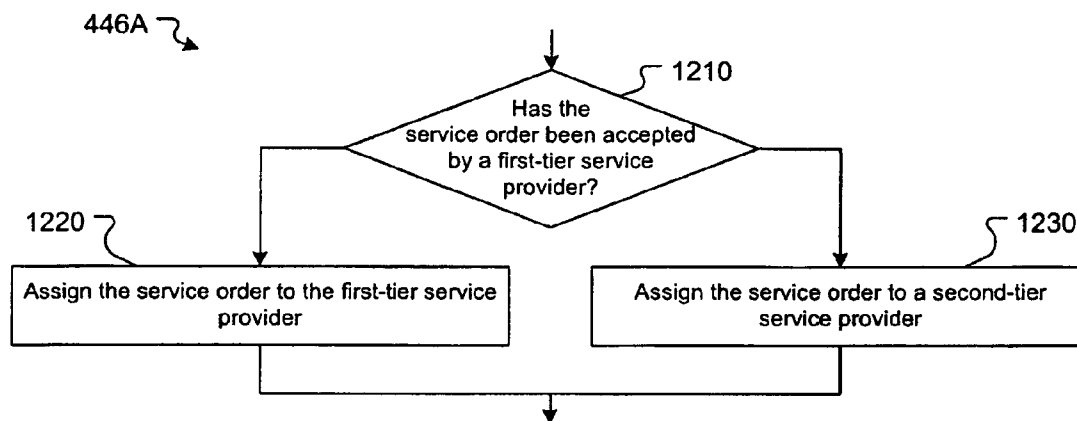 446A
1210
Has the
service order been accepted
by a first-tier service
provider?
1220
1230
Assign the service order to the first-tier service
provider
Assign the service order to a second-tier
service provider